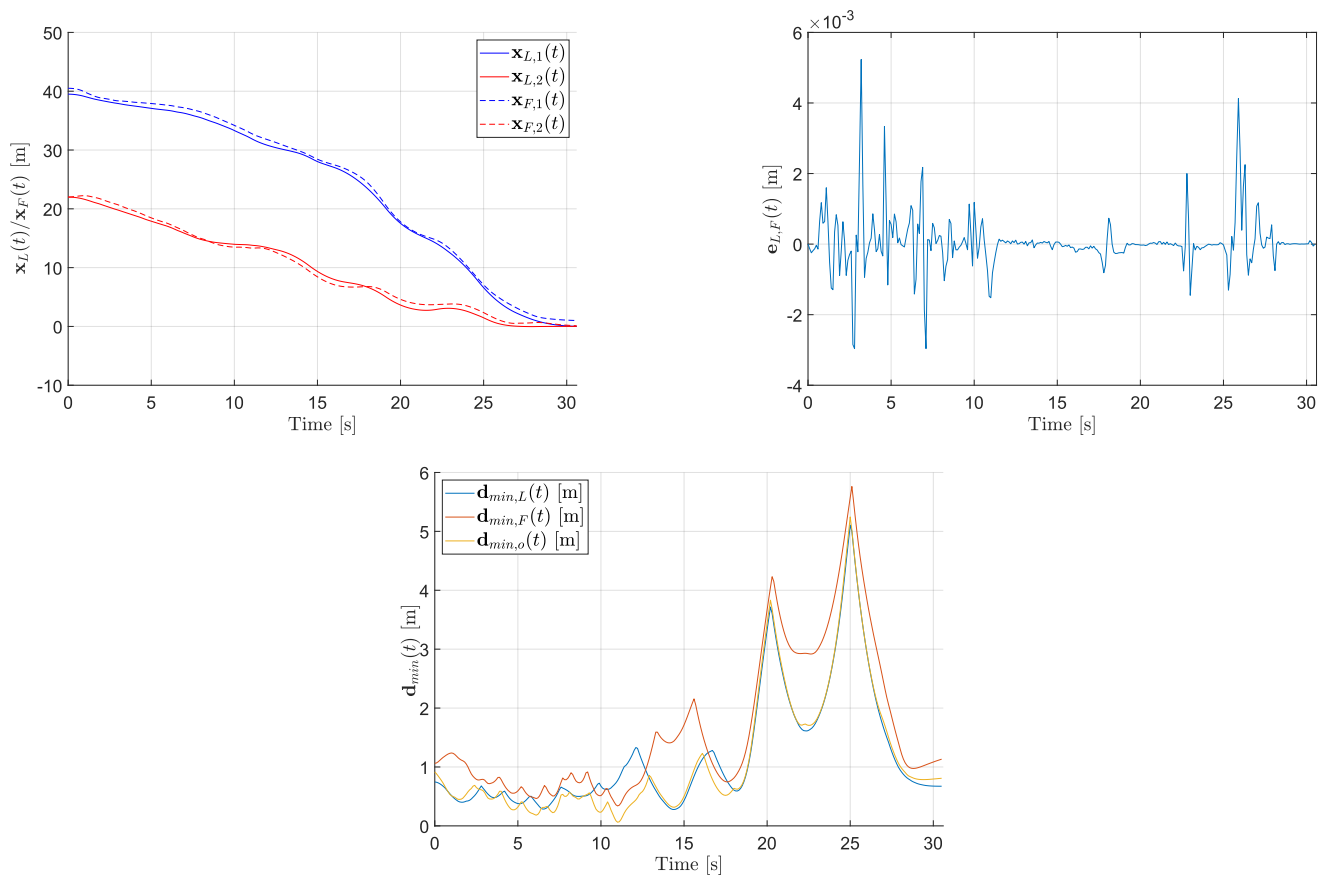 50
40
30
20
10
0
-10
0 5 10 15 20 25 30
Time [s]
𝐱_L(t)/𝐱_F(t) [m]
𝐱_{L,1}(t)
𝐱_{L,2}(t)
𝐱_{F,1}(t)
𝐱_{F,2}(t)
×10^{-3}
6
4
2
0
-2
-4
0 5 10 15 20 25 30
Time [s]
𝐞_{L,F}(t) [m]
6
5
4
3
2
1
0
0 5 10 15 20 25 30
Time [s]
𝐝_{min}(t) [m]
𝐝_{min,L}(t) [m]
𝐝_{min,F}(t) [m]
𝐝_{min,o}(t) [m]